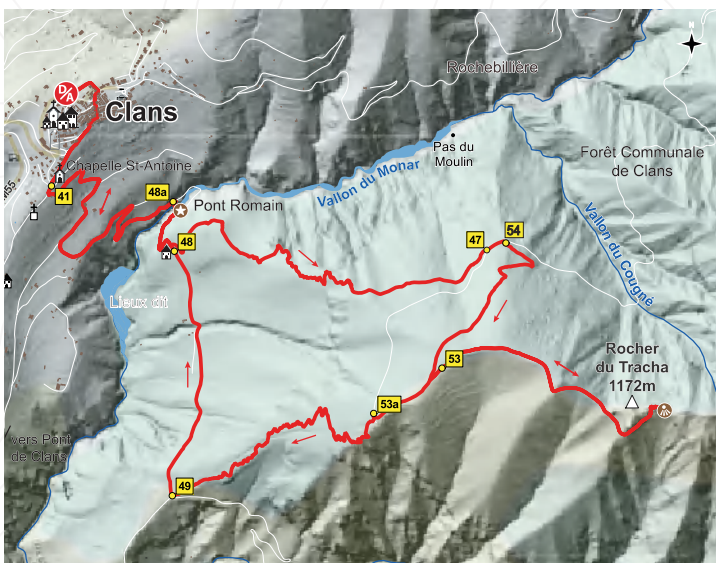 D/A
Clans
Rochebillière
Pas du
Moulin
Chapelle St-Antoine
Forêt Communale
de Clans
M55
41
48a
Pont Romain
Vallon du Monar
Vallon du Cougné
48
47
54
Lieux dit
53
Rocher
du Tracha
1172m
53a
vers Pont
de Clans
49